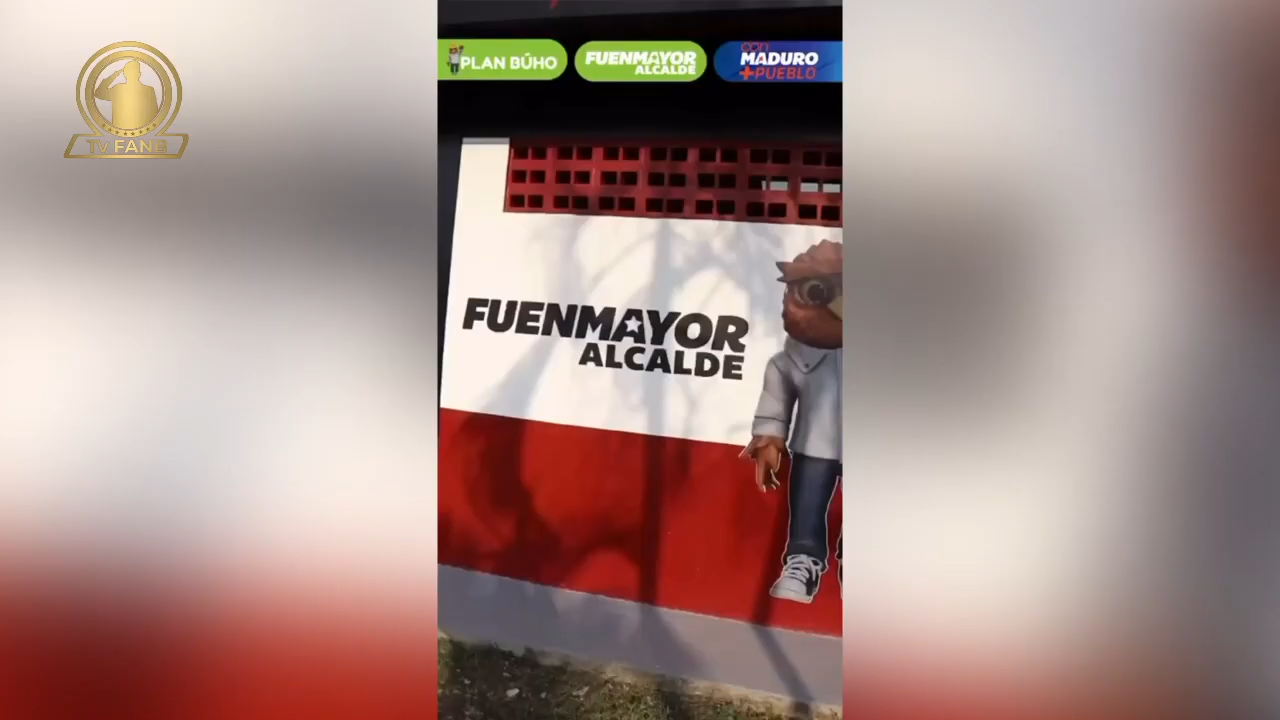 TV FANB
PLAN BÚHO
FUENMAYOR
ALCALDE
con
MADURO
+PUEBLO
FUENMAYOR
ALCALDE